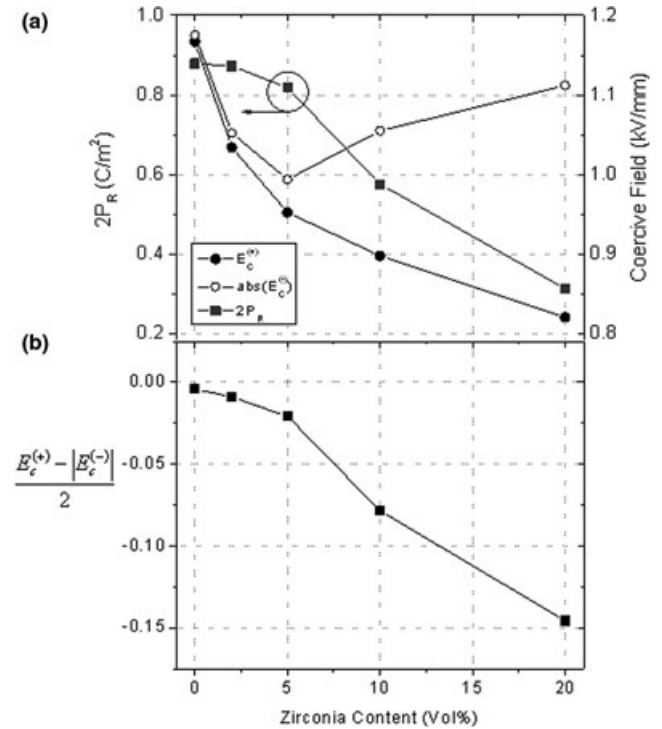 (a)
1.0
0.8
0.6
0.4
0.2
2P_R (C/m²)
1.2
1.1
1.0
0.9
0.8
Coercive Field (kV/mm)
E_c^(+)
abs(E_c^(-))
2P_R
(b)
0.00
-0.05
-0.10
-0.15
E_c^(+) - |E_c^(-)|
2
0 5 10 15 20
Zirconia Content (Vol%)